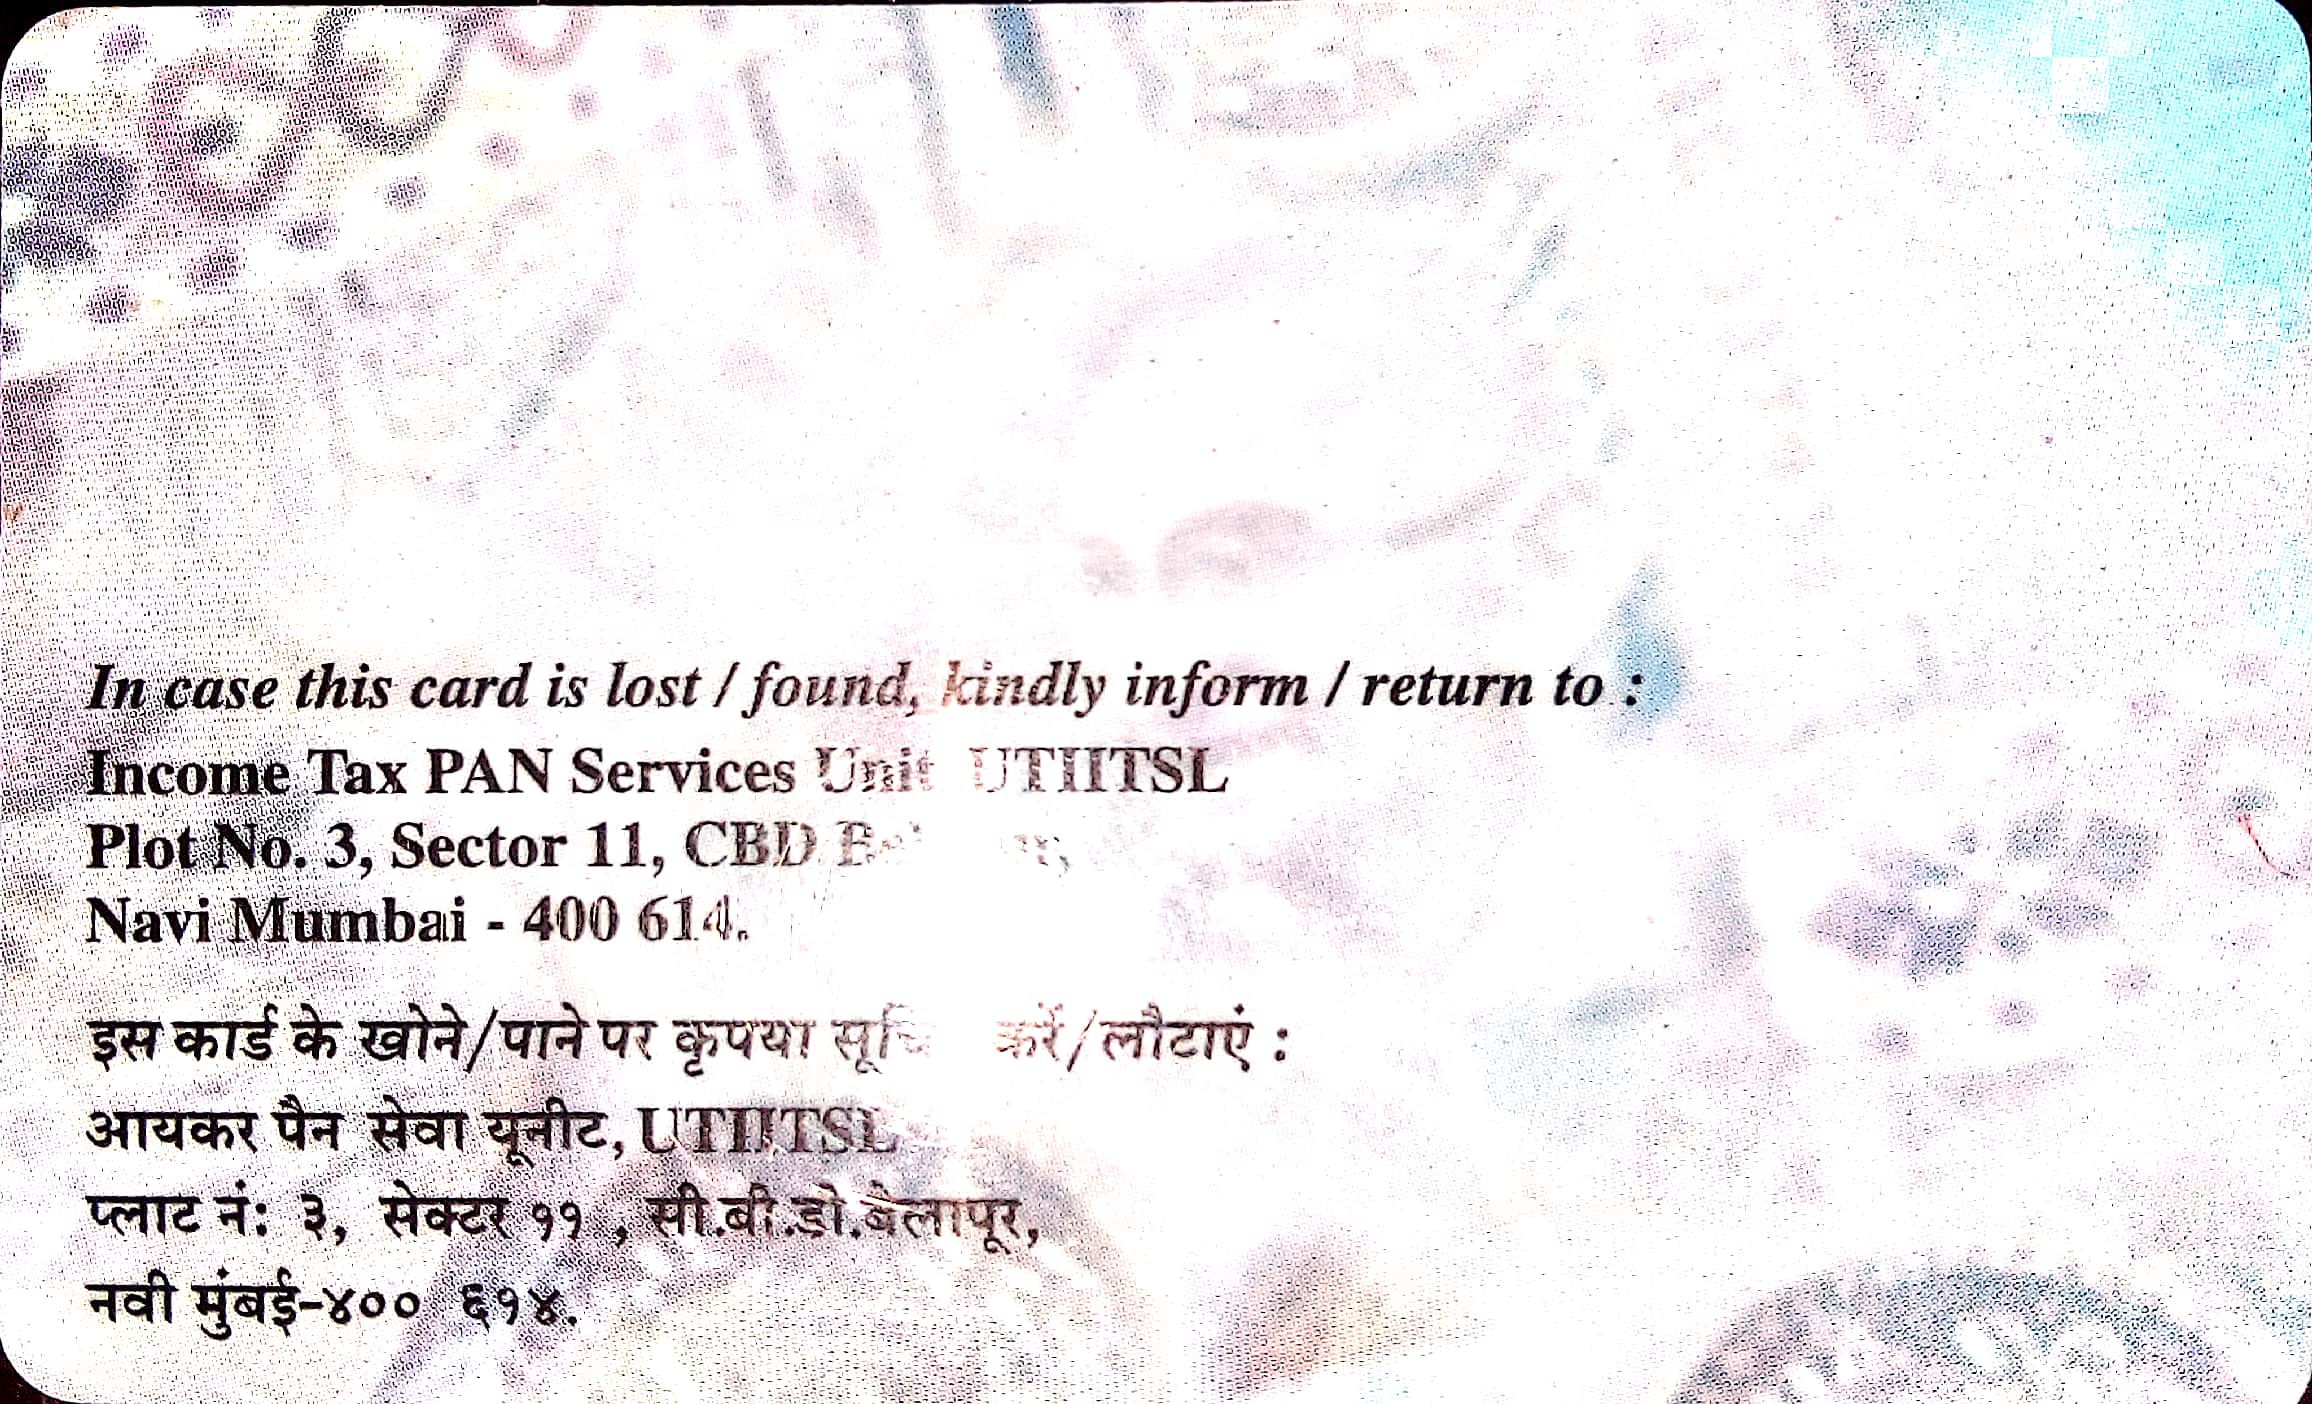 In case this card is lost / found, kindly inform / return to :
Income Tax PAN Services Unit UTIITSL
Plot No. 3, Sector 11, CBD
Navi Mumbai - 400 614.
इस कार्ड के खोने/पाने पर कृपया करें/लौटाएं :
आयकर पैन सेवा यूनीट, UTIITSL
प्लाट नं: ३, सेक्टर ११ , सी.बी.डी.बेलापूर,
नवी मुंबई-४०० ६१४.